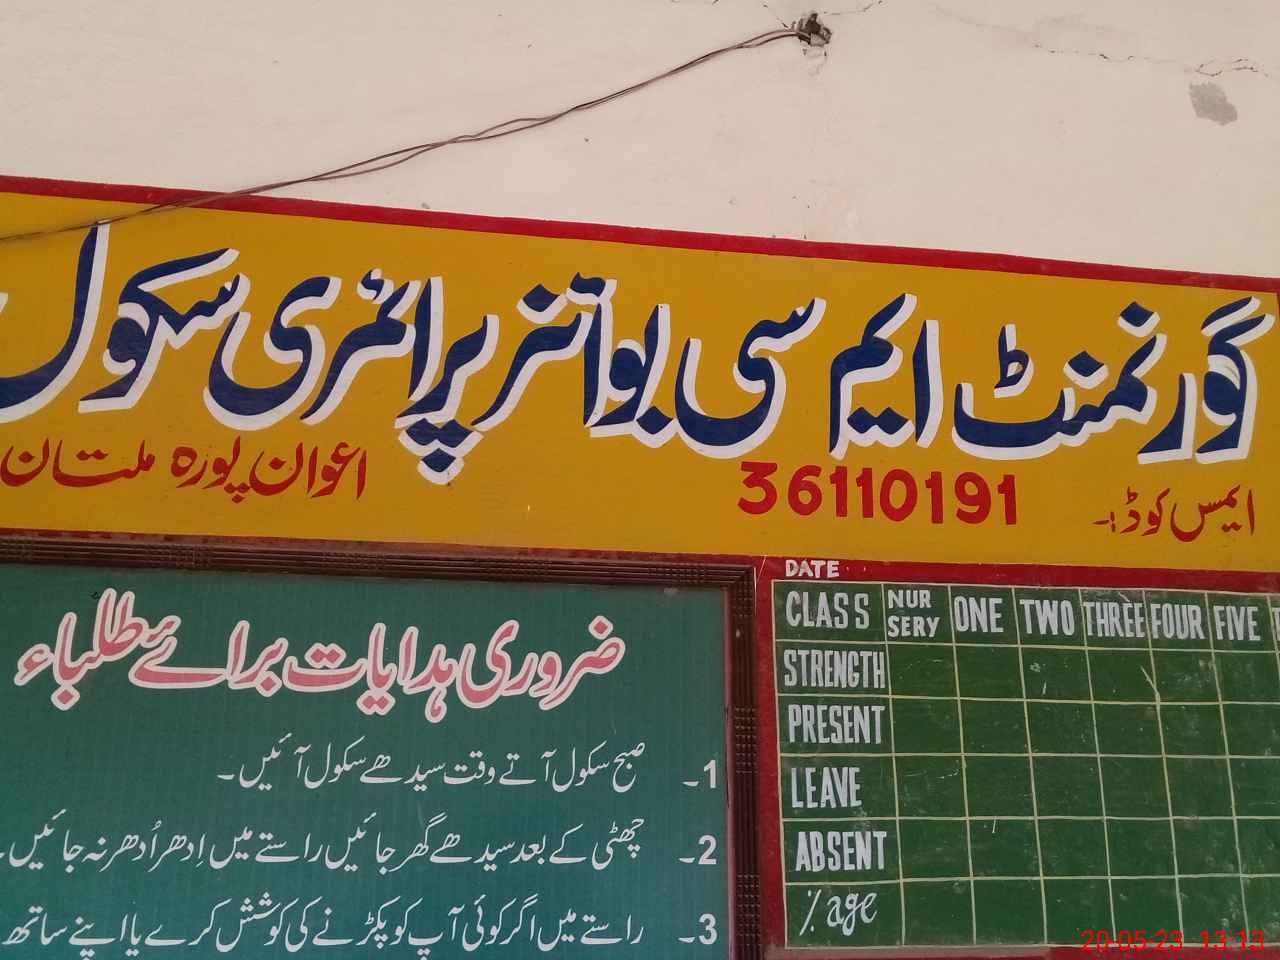 گورنمنٹ ایم سی بوائز پرائمری سکول
ایمس کوڈ:۔ 36110191 اعوان پورہ ملتان
ضروری ہدایات برائے طلباء
1۔ صبح سکول آتے وقت سیدھے سکول آئیں۔
2۔ چھٹی کے بعد سیدھے گھر جائیں راستے میں اِدھر اُدھر نہ جائیں۔
3۔ راستے میں اگر کوئی آپ کو پکڑنے کی کوشش کرے یا اپنے ساتھ
DATE
CLASS NUR SERY ONE TWO THREE FOUR FIVE
STRENGTH
PRESENT
LEAVE
ABSENT
% age
20-05-23 13:13